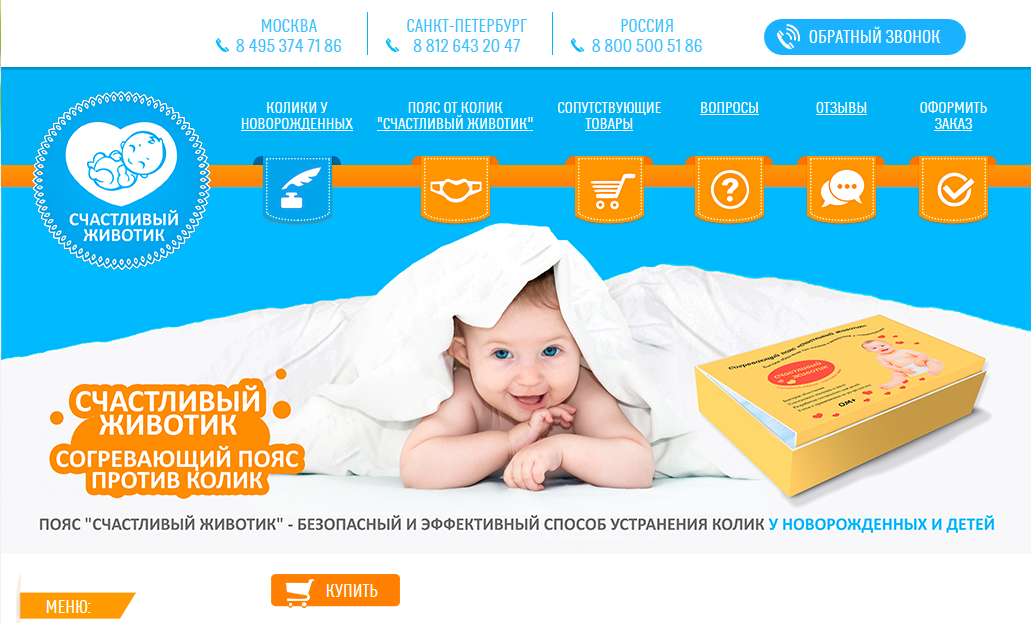 МОСКВА
8 495 374 71 86
САНКТ-ПЕТЕРБУРГ
8 812 643 20 47
РОССИЯ
8 800 500 51 86
ОБРАТНЫЙ ЗВОНОК
СЧАСТЛИВЫЙ
ЖИВОТИК
КОЛИКИ У
НОВОРОЖДЕННЫХ
ПОЯС ОТ КОЛИК
"СЧАСТЛИВЫЙ ЖИВОТИК"
СОПУТСТВУЮЩИЕ
ТОВАРЫ
ВОПРОСЫ
ОТЗЫВЫ
ОФОРМИТЬ
ЗАКАЗ
СЧАСТЛИВЫЙ
ЖИВОТИК
СОГРЕВАЮЩИЙ ПОЯС
ПРОТИВ КОЛИК
Согревающий пояс «Счастливый животик»
счастливый
животик
0М+
ПОЯС "СЧАСТЛИВЫЙ ЖИВОТИК" - БЕЗОПАСНЫЙ И ЭФФЕКТИВНЫЙ СПОСОБ УСТРАНЕНИЯ КОЛИК У НОВОРОЖДЕННЫХ И ДЕТЕЙ
КУПИТЬ
МЕНЮ: